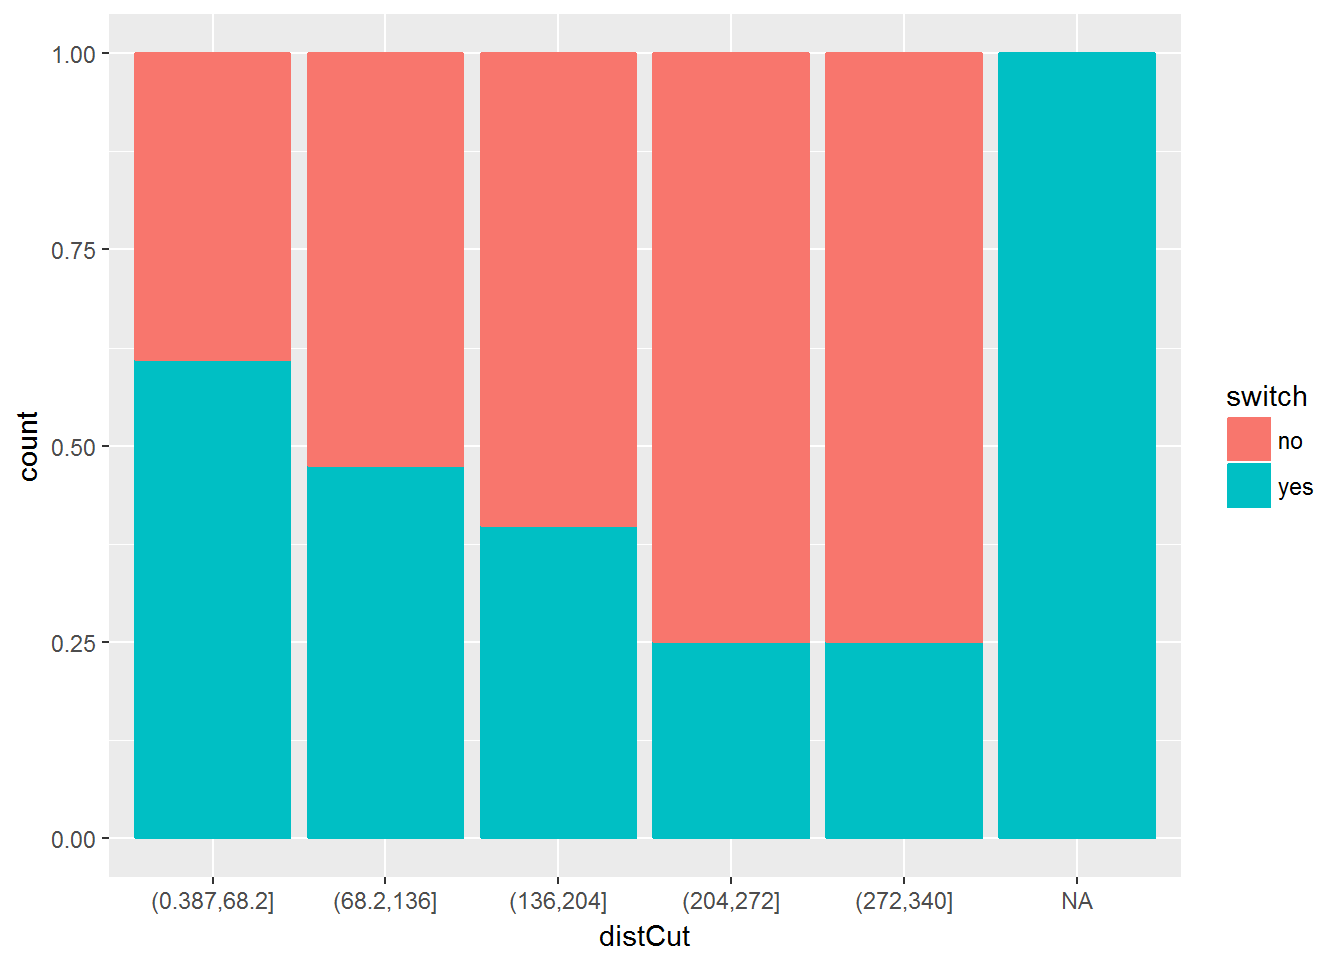 1.00
0.75
0.50
0.25
0.00
count
(0.387,68.2] (68.2,136] (136,204] (204,272] (272,340] NA
distCut
switch
no
yes